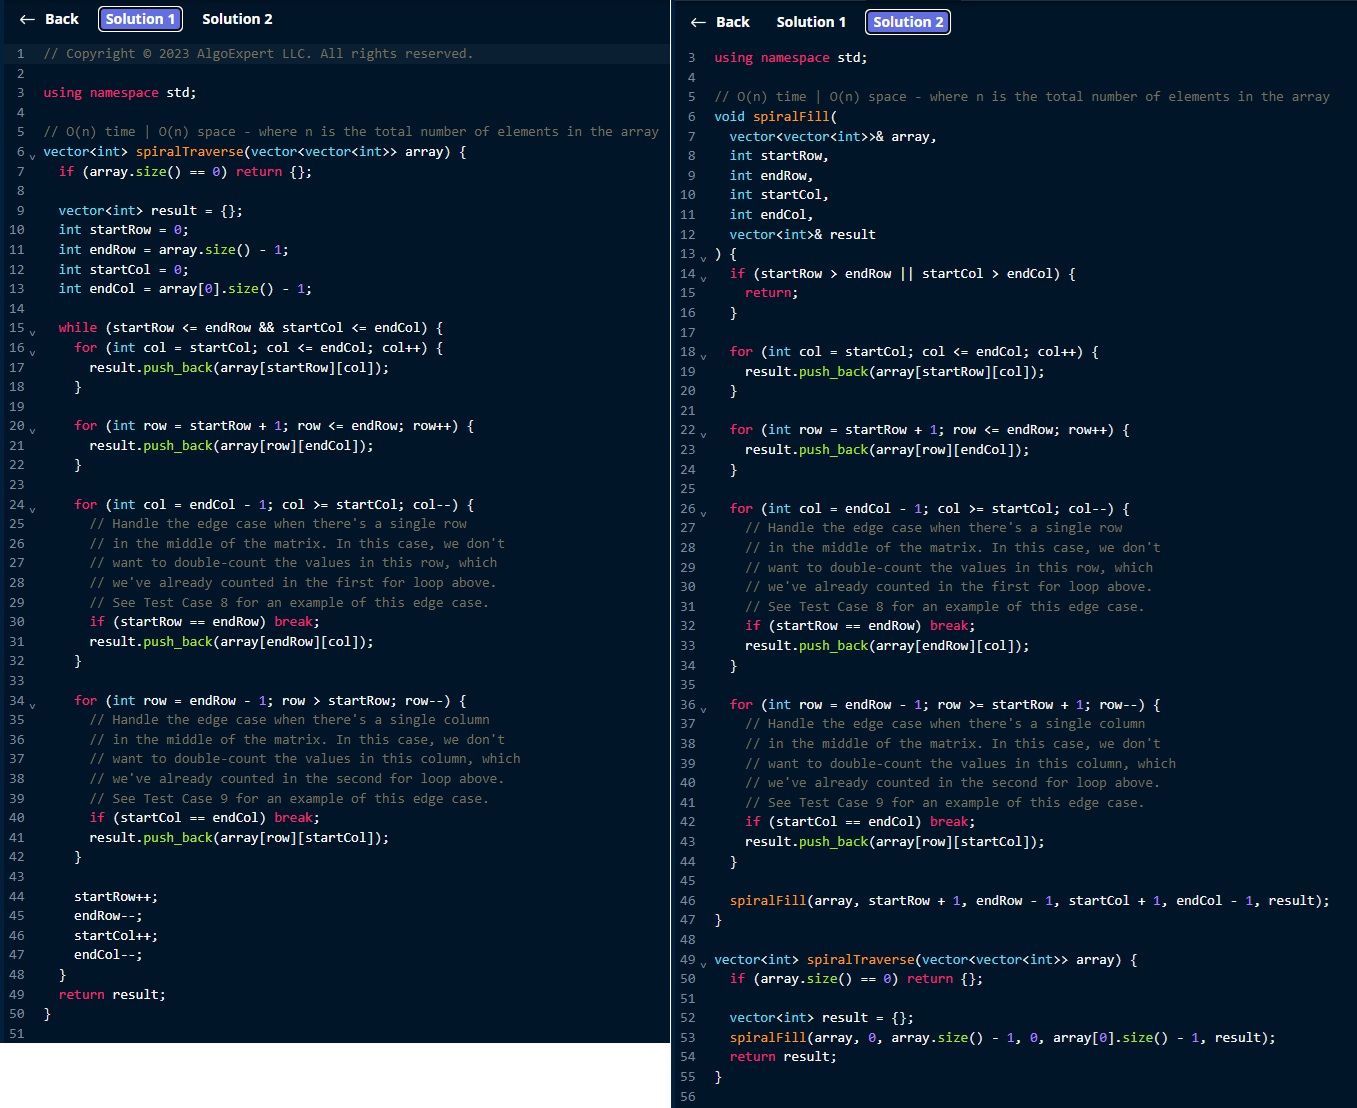 ← Back Solution 1 Solution 2
1 // Copyright © 2023 AlgoExpert LLC. All rights reserved.
2
3 using namespace std;
4
5 // O(n) time | O(n) space - where n is the total number of elements in the array
6 vector<int> spiralTraverse(vector<vector<int>> array) {
7   if (array.size() == 0) return {};
8
9   vector<int> result = {};
10   int startRow = 0;
11   int endRow = array.size() - 1;
12   int startCol = 0;
13   int endCol = array[0].size() - 1;
14
15   while (startRow <= endRow && startCol <= endCol) {
16     for (int col = startCol; col <= endCol; col++) {
17       result.push_back(array[startRow][col]);
18     }
19
20     for (int row = startRow + 1; row <= endRow; row++) {
21       result.push_back(array[row][endCol]);
22     }
23
24     for (int col = endCol - 1; col >= startCol; col--) {
25       // Handle the edge case when there's a single row
26       // in the middle of the matrix. In this case, we don't
27       // want to double-count the values in this row, which
28       // we've already counted in the first for loop above.
29       // See Test Case 8 for an example of this edge case.
30       if (startRow == endRow) break;
31       result.push_back(array[endRow][col]);
32     }
33
34     for (int row = endRow - 1; row > startRow; row--) {
35       // Handle the edge case when there's a single column
36       // in the middle of the matrix. In this case, we don't
37       // want to double-count the values in this column, which
38       // we've already counted in the second for loop above.
39       // See Test Case 9 for an example of this edge case.
40       if (startCol == endCol) break;
41       result.push_back(array[row][startCol]);
42     }
43
44     startRow++;
45     endRow--;
46     startCol++;
47     endCol--;
48   }
49   return result;
50 }
51
← Back Solution 1 Solution 2
3 using namespace std;
4
5 // O(n) time | O(n) space - where n is the total number of elements in the array
6 void spiralFill(
7   vector<vector<int>>& array,
8   int startRow,
9   int endRow,
10   int startCol,
11   int endCol,
12   vector<int>& result
13 ) {
14   if (startRow > endRow || startCol > endCol) {
15     return;
16   }
17
18   for (int col = startCol; col <= endCol; col++) {
19     result.push_back(array[startRow][col]);
20   }
21
22   for (int row = startRow + 1; row <= endRow; row++) {
23     result.push_back(array[row][endCol]);
24   }
25
26   for (int col = endCol - 1; col >= startCol; col--) {
27     // Handle the edge case when there's a single row
28     // in the middle of the matrix. In this case, we don't
29     // want to double-count the values in this row, which
30     // we've already counted in the first for loop above.
31     // See Test Case 8 for an example of this edge case.
32     if (startRow == endRow) break;
33     result.push_back(array[endRow][col]);
34   }
35
36   for (int row = endRow - 1; row >= startRow + 1; row--) {
37     // Handle the edge case when there's a single column
38     // in the middle of the matrix. In this case, we don't
39     // want to double-count the values in this column, which
40     // we've already counted in the second for loop above.
41     // See Test Case 9 for an example of this edge case.
42     if (startCol == endCol) break;
43     result.push_back(array[row][startCol]);
44   }
45
46   spiralFill(array, startRow + 1, endRow - 1, startCol + 1, endCol - 1, result);
47 }
48
49 vector<int> spiralTraverse(vector<vector<int>> array) {
50   if (array.size() == 0) return {};
51
52   vector<int> result = {};
53   spiralFill(array, 0, array.size() - 1, 0, array[0].size() - 1, result);
54   return result;
55 }
56